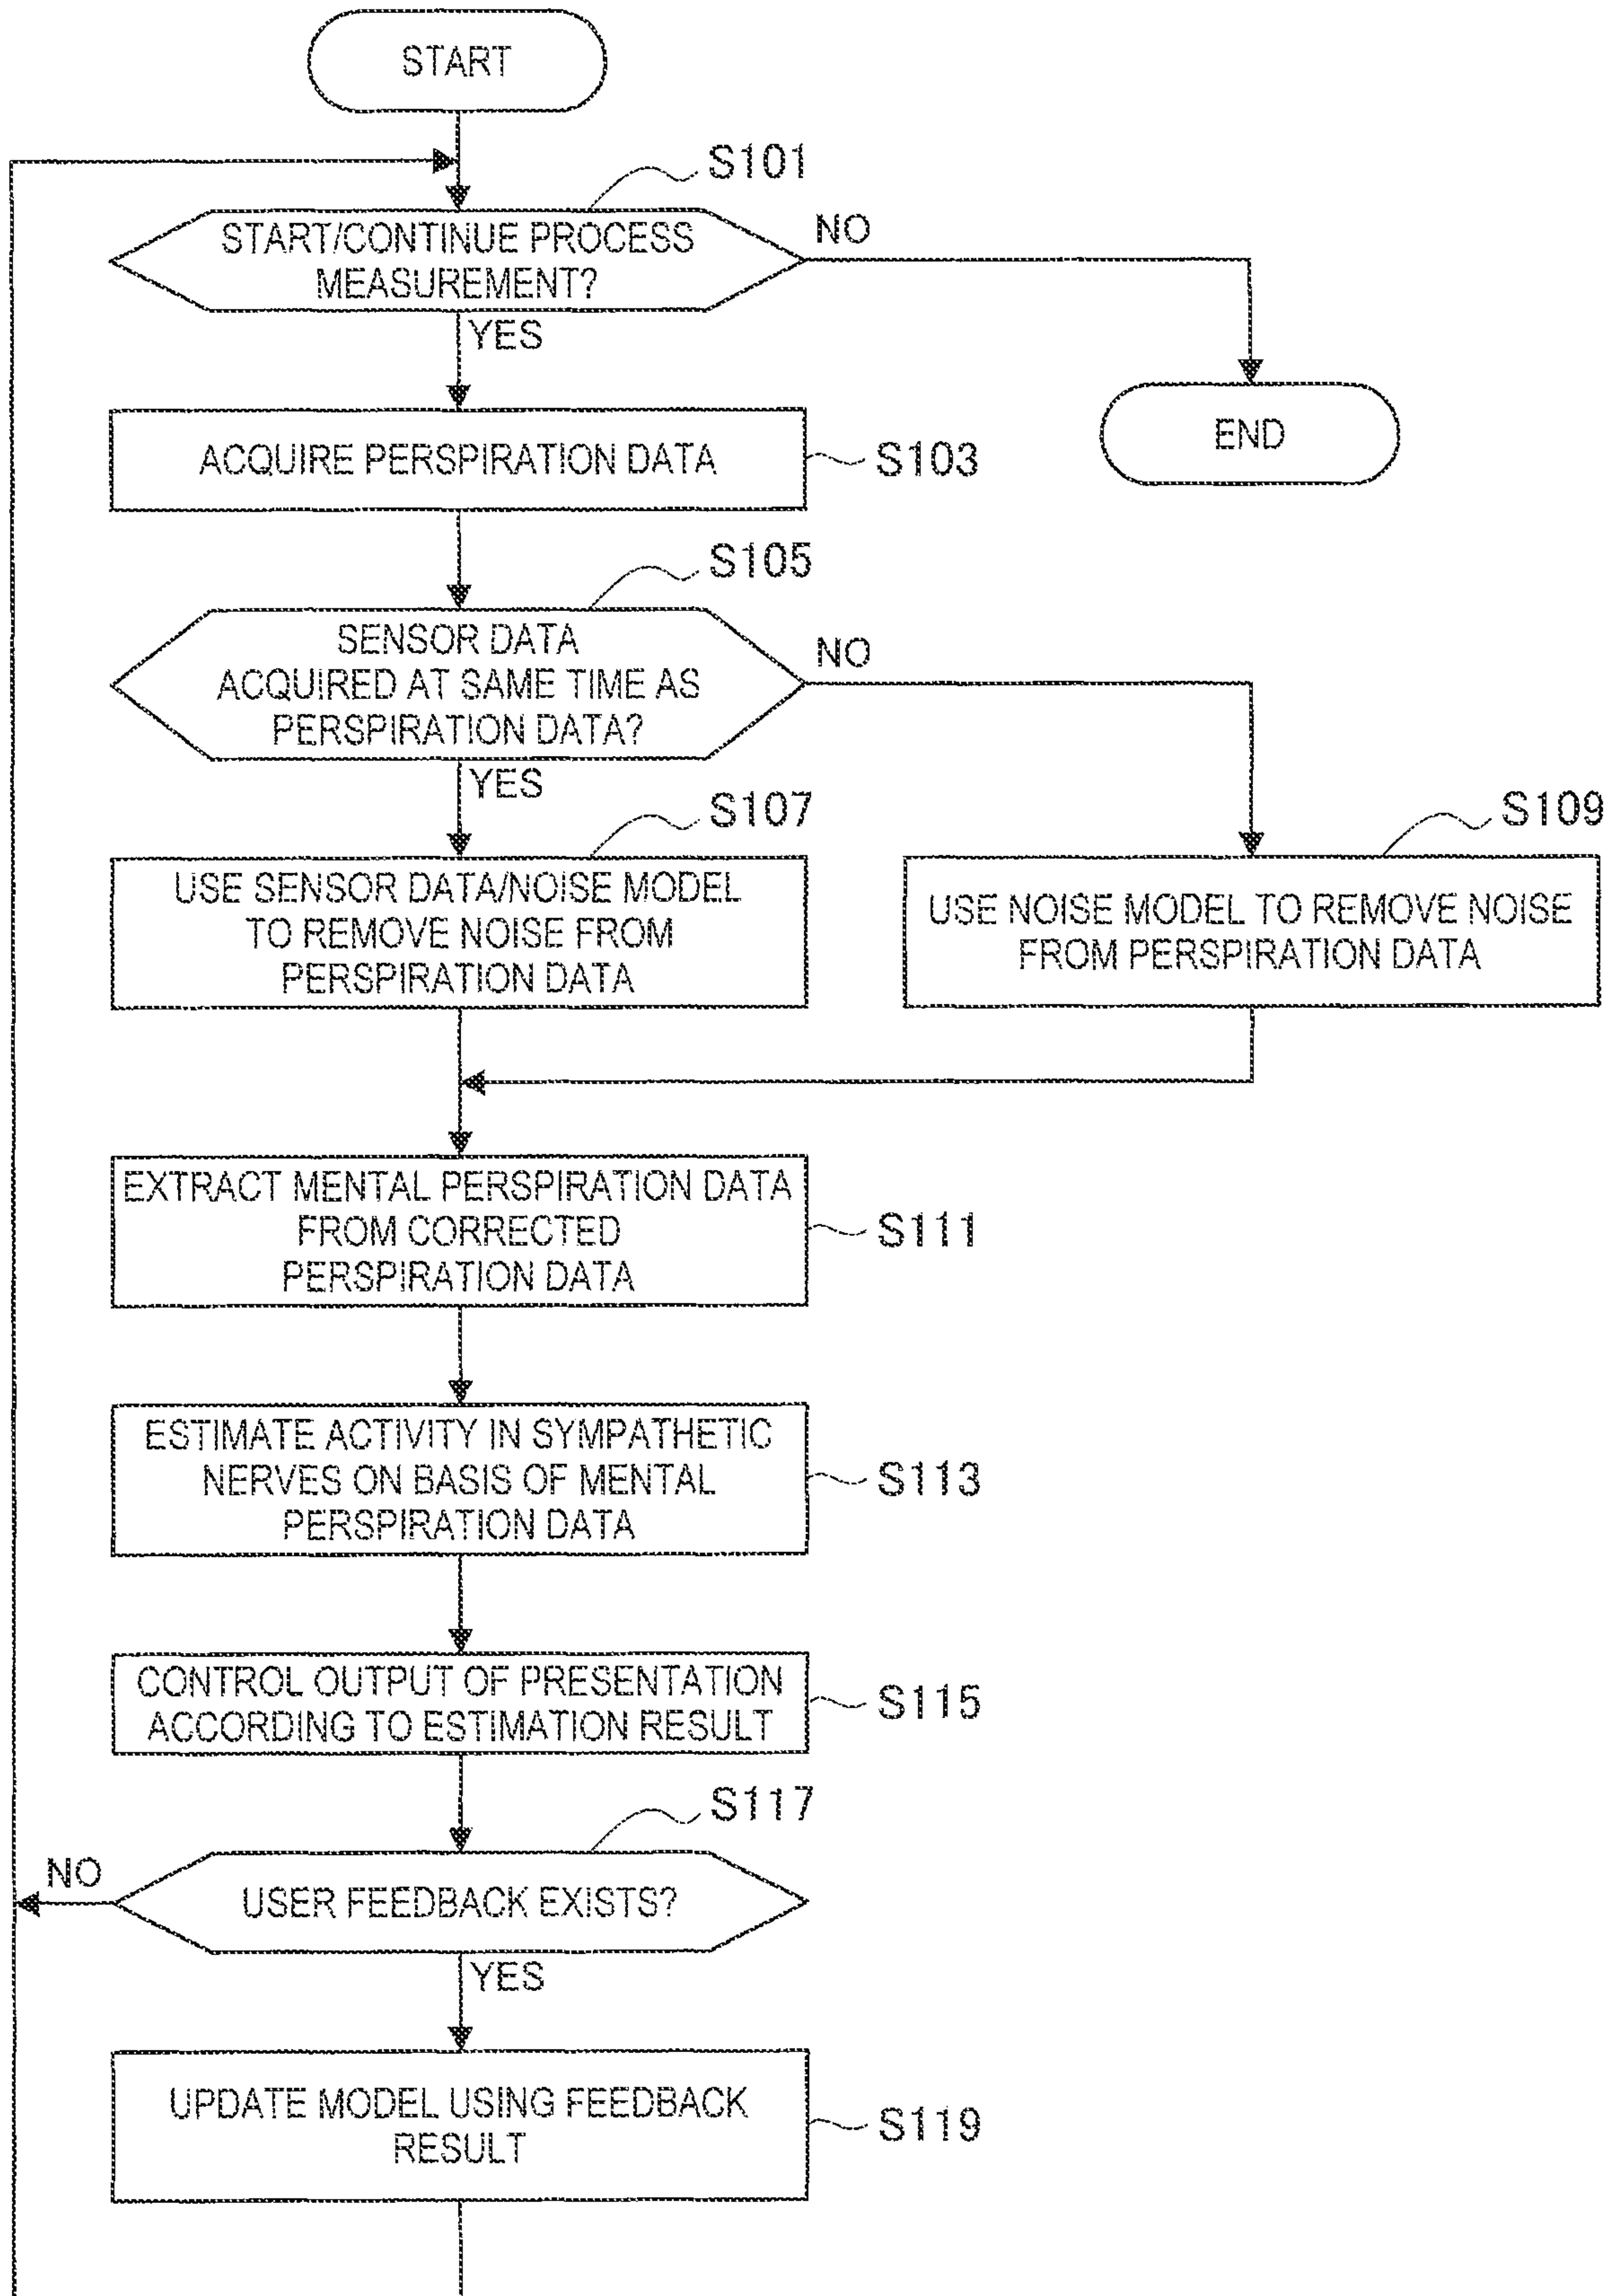 START
S101
START/CONTINUE PROCESS
MEASUREMENT?
NO
YES
END
ACQUIRE PERSPIRATION DATA
S103
S105
SENSOR DATA
ACQUIRED AT SAME TIME AS
PERSPIRATION DATA?
NO
YES
S107
USE SENSOR DATA/NOISE MODEL
TO REMOVE NOISE FROM
PERSPIRATION DATA
S109
USE NOISE MODEL TO REMOVE NOISE
FROM PERSPIRATION DATA
EXTRACT MENTAL PERSPIRATION DATA
FROM CORRECTED
PERSPIRATION DATA
S111
ESTIMATE ACTIVITY IN SYMPATHETIC
NERVES ON BASIS OF MENTAL
PERSPIRATION DATA
S113
CONTROL OUTPUT OF PRESENTATION
ACCORDING TO ESTIMATION RESULT
S115
S117
USER FEEDBACK EXISTS?
NO
YES
UPDATE MODEL USING FEEDBACK
RESULT
S119